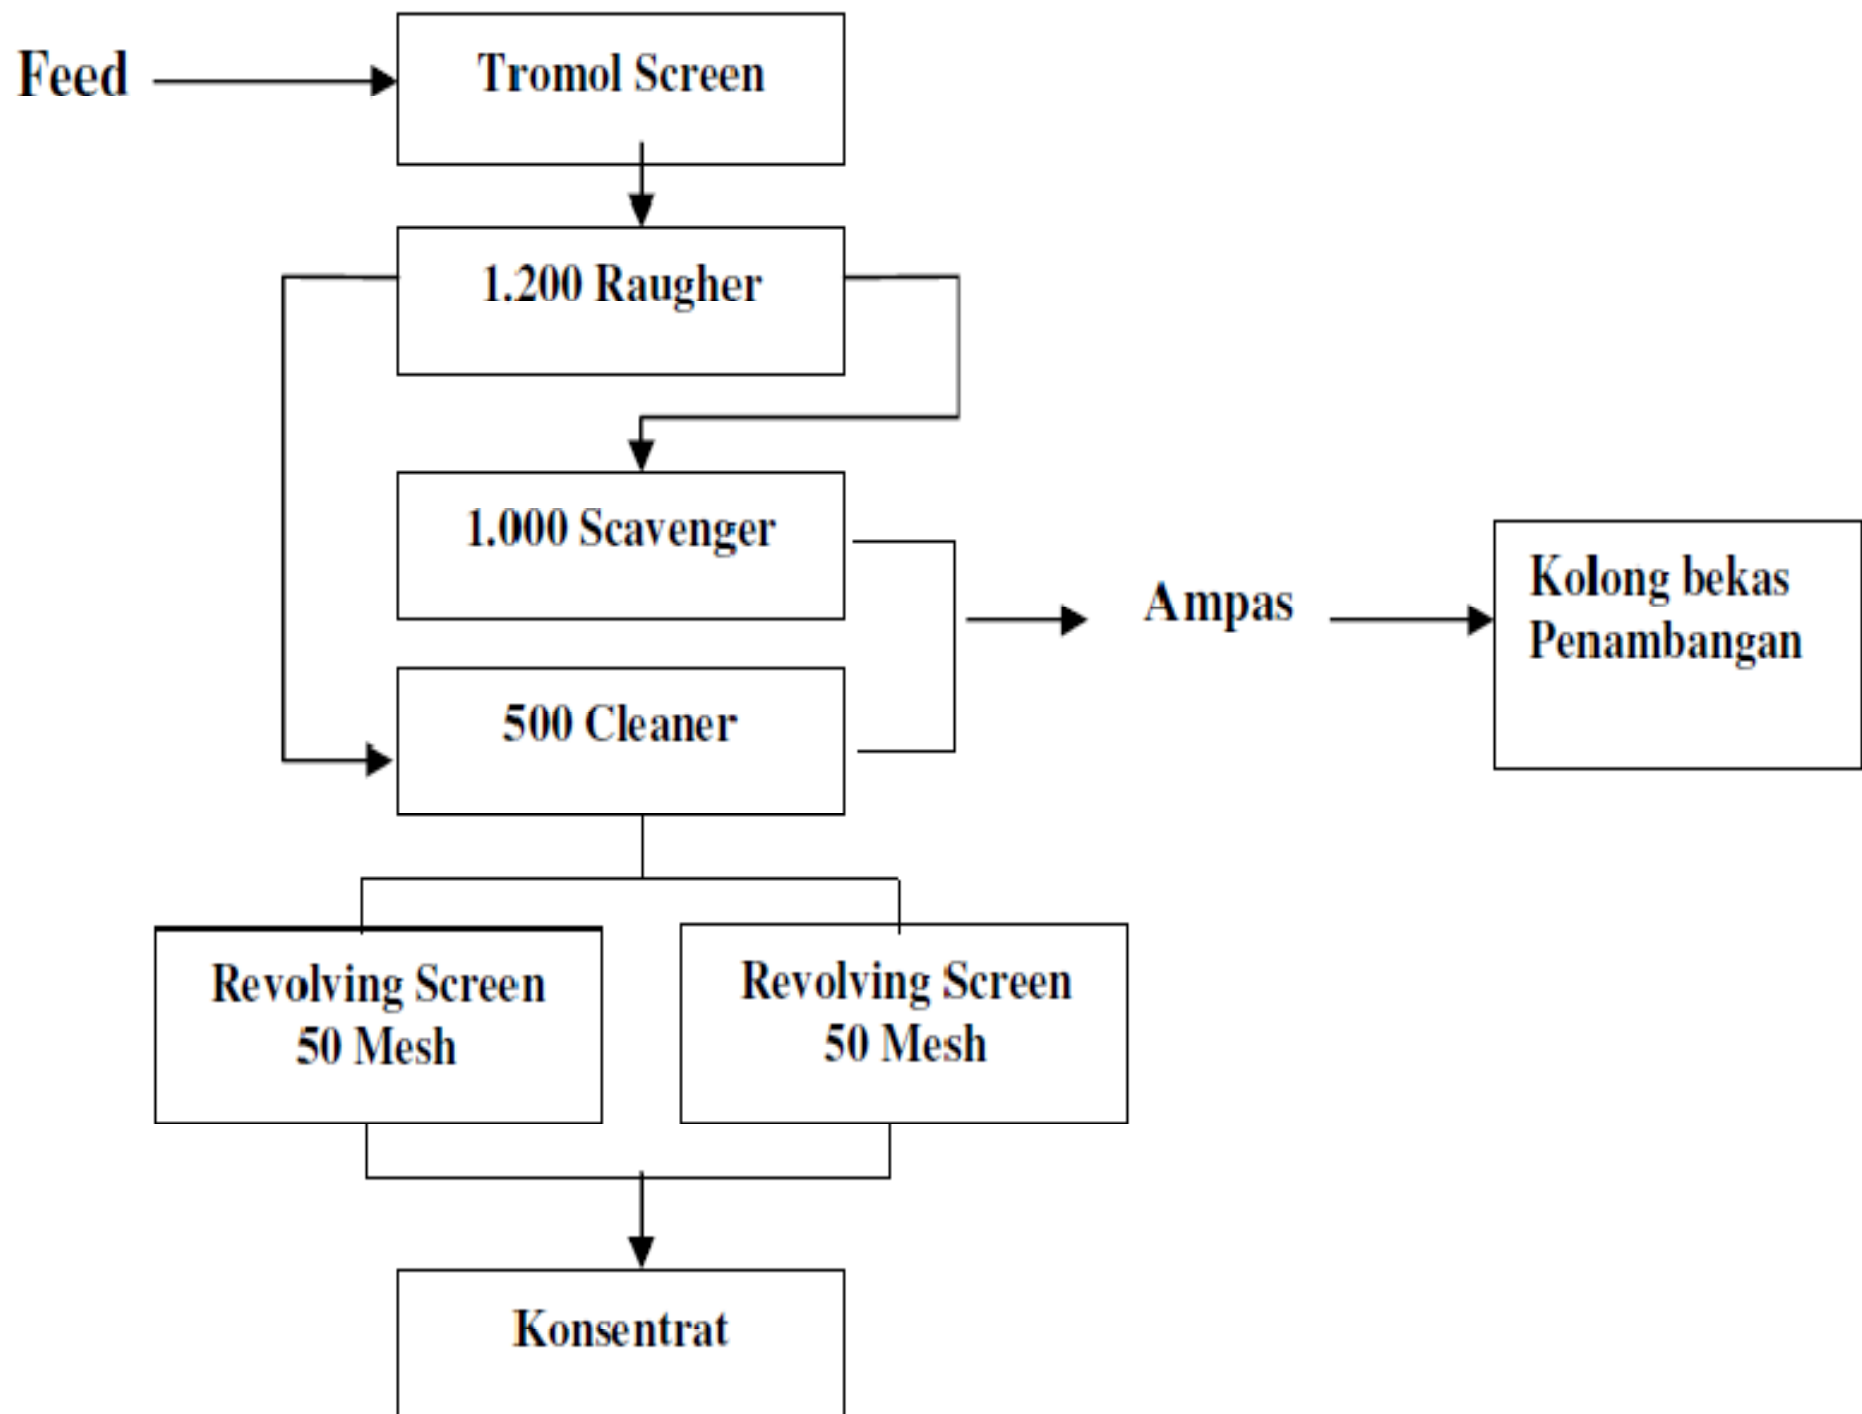 Feed
Tromol Screen
1.200 Raugher
1.000 Scavenger
500 Cleaner
Ampas
Kolong bekas
Penambangan
Revolving Screen
50 Mesh
Revolving Screen
50 Mesh
Konsentrat